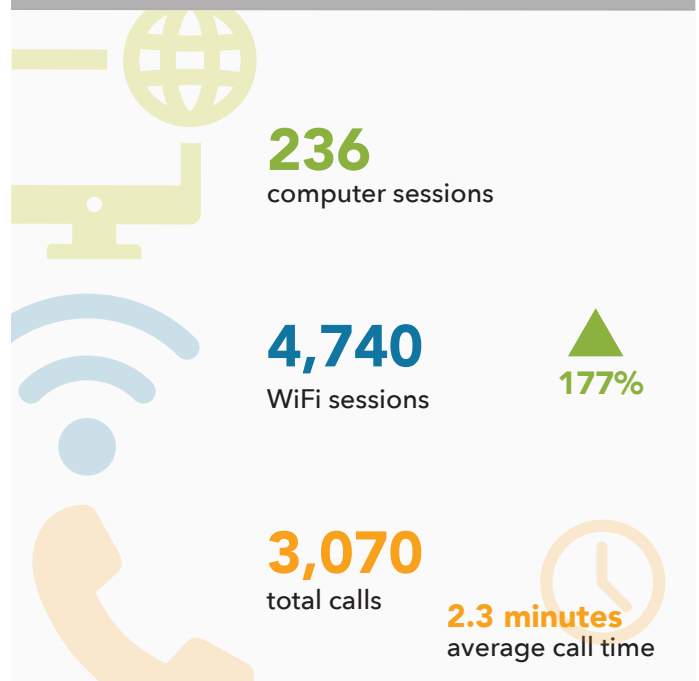 236
computer sessions
4,740
WiFi sessions
177%
3,070
total calls
2.3 minutes
average call time